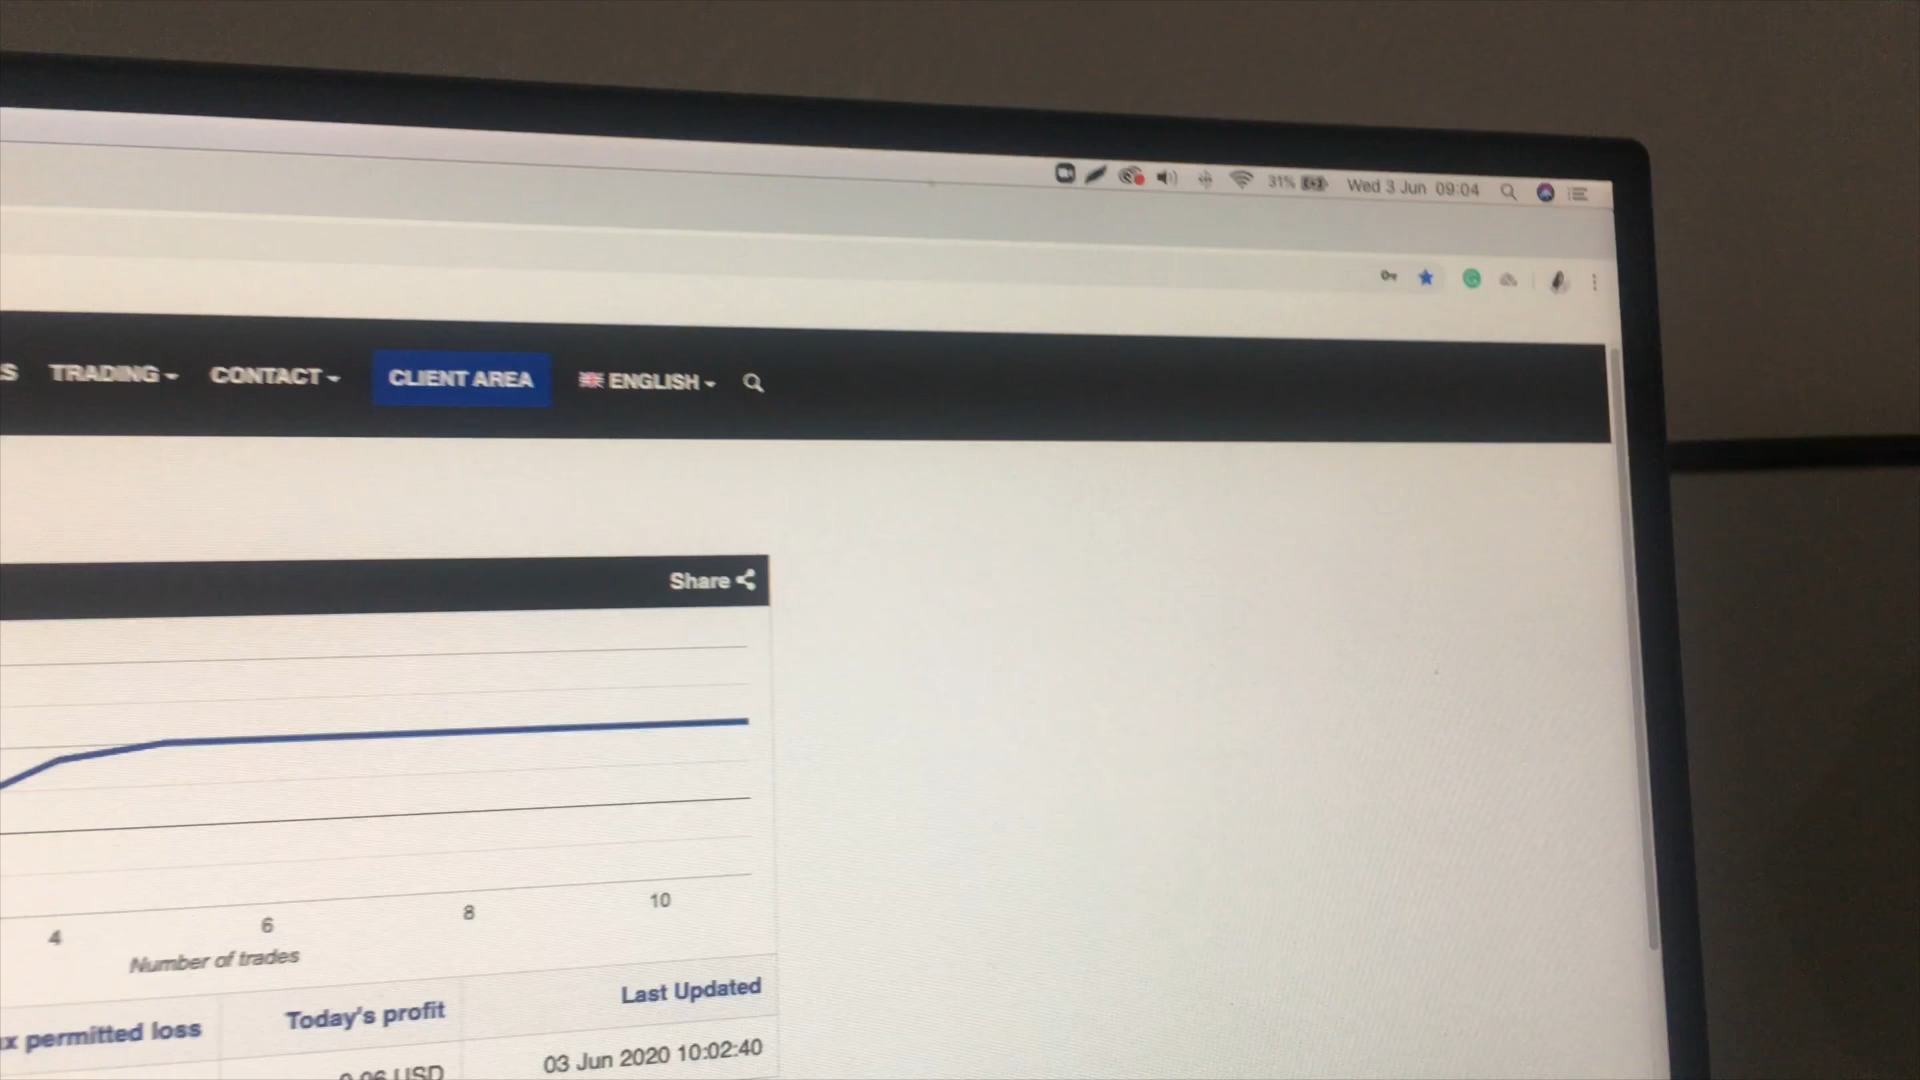 31% Wed 3 Jun 09:04
S TRADING CONTACT CLIENT AREA ENGLISH
Share
4 6 8 10
Number of trades
permitted loss Today's profit Last Updated
USD 03 Jun 2020 10:02:40